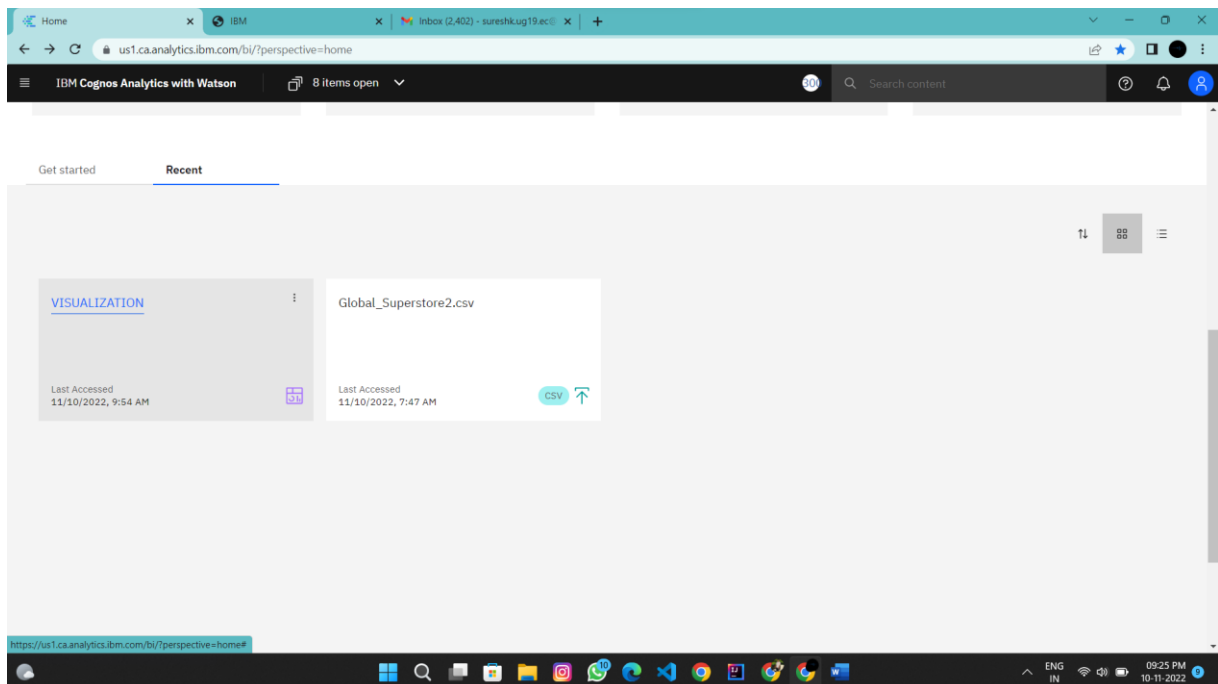 Home
IBM
Inbox (2,402) - sureshk.ug19.ec
us1.ca.analytics.ibm.com/bi/?perspective=home
IBM Cognos Analytics with Watson
8 items open
Search content
Get started
Recent
VISUALIZATION
Global_Superstore2.csv
Last Accessed
11/10/2022, 9:54 AM
Last Accessed
11/10/2022, 7:47 AM
CSV
https://us1.ca.analytics.ibm.com/bi/?perspective=home#
10
ENG
IN
09:25 PM
10-11-2022